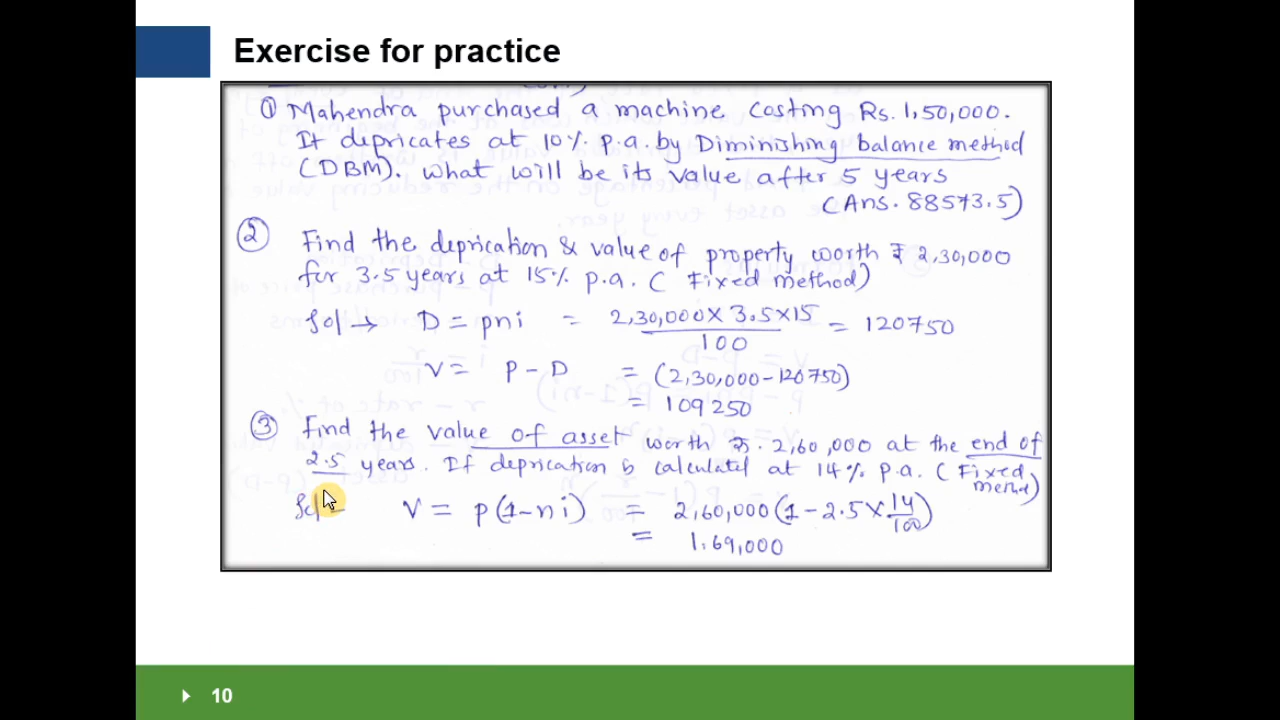 Exercise for practice
① Mahendra purchased a machine Costing Rs. 1,50,000.
It depricates at 10% p.a. by Diminishing balance method
(DBM). What will be its value after 5 years
(Ans. 88573.5)
② Find the deprication & value of property worth ₹ 2,30,000
for 3.5 years at 15% p.a. ( Fixed method)
Sol → D = pni = 2,30,000 × 3.5 × 15 / 100 = 120750
V = P - D = (2,30,000 - 120750)
= 109250
③ Find the value of asset worth ₹. 2,60,000 at the end of
2.5 years. If deprication is calculated at 14% p.a. ( Fixed
method)
V = p(1-ni) = 2,60,000 (1 - 2.5 × 14/100)
= 1,69,000
10